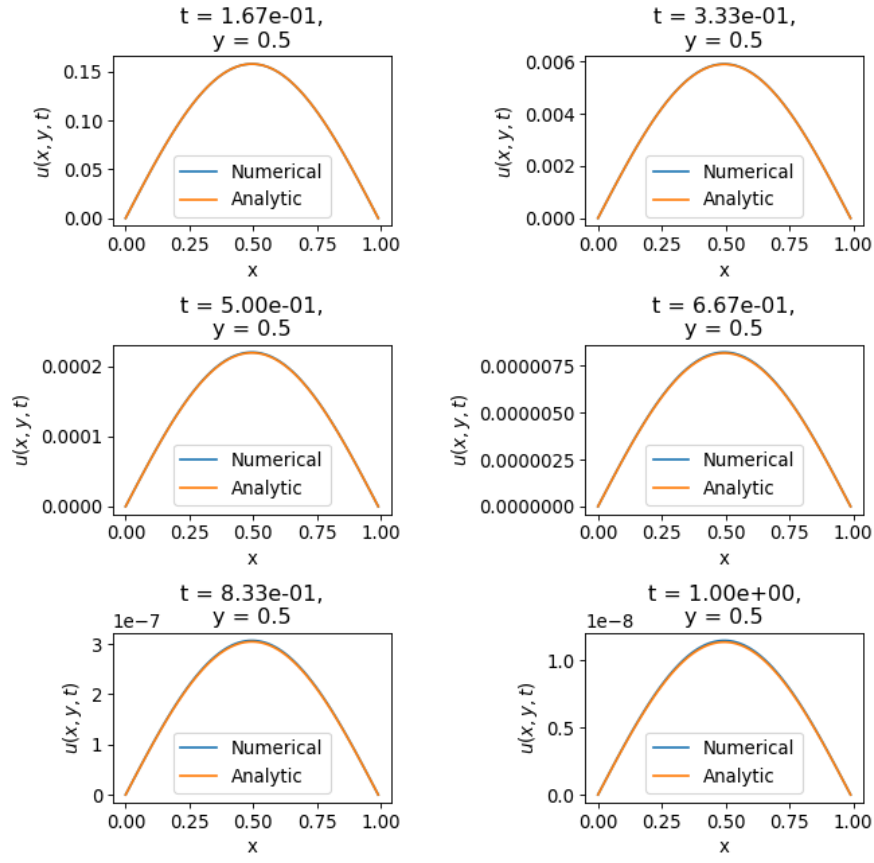 t = 1.67e-01,
y = 0.5
0.15
0.10
0.05
0.00
u(x, y, t)
Numerical
Analytic
0.00 0.25 0.50 0.75 1.00
x
t = 3.33e-01,
y = 0.5
0.006
0.004
0.002
0.000
u(x, y, t)
Numerical
Analytic
0.00 0.25 0.50 0.75 1.00
x
t = 5.00e-01,
y = 0.5
0.0002
0.0001
0.0000
u(x, y, t)
Numerical
Analytic
0.00 0.25 0.50 0.75 1.00
x
t = 6.67e-01,
y = 0.5
0.0000075
0.0000050
0.0000025
0.0000000
u(x, y, t)
Numerical
Analytic
0.00 0.25 0.50 0.75 1.00
x
t = 8.33e-01,
y = 0.5
1e−7
3
2
1
0
u(x, y, t)
Numerical
Analytic
0.00 0.25 0.50 0.75 1.00
x
t = 1.00e+00,
y = 0.5
1e−8
1.0
0.5
0.0
u(x, y, t)
Numerical
Analytic
0.00 0.25 0.50 0.75 1.00
x